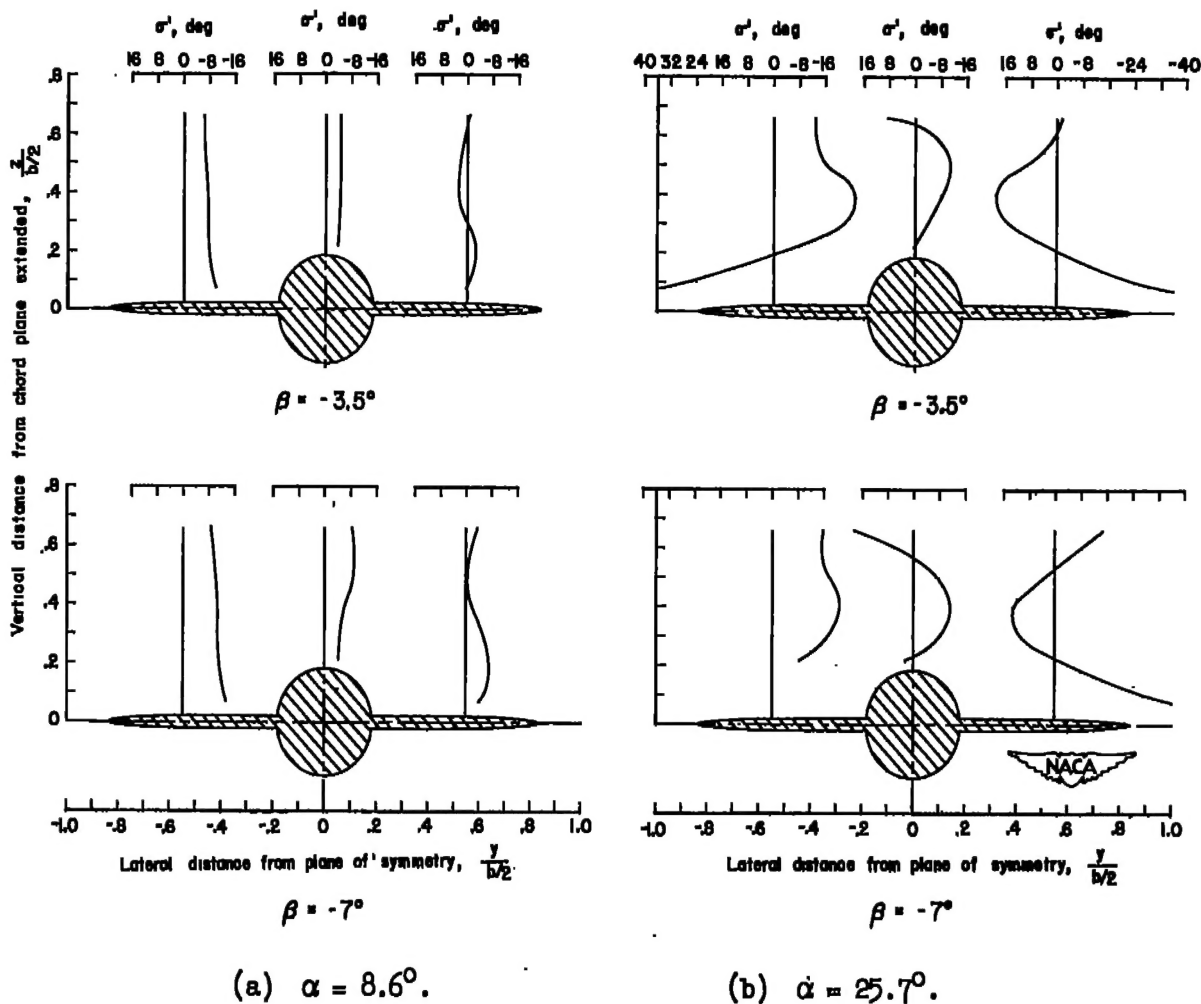 σ', deg σ', deg σ', deg
16 8 0 -8 -16 16 8 0 -8 -16 16 8 0 -8 -16
.8
.6
.4
.2
0
β = -3.5°
.8
.6
.4
.2
0
Vertical distance from chord plane extended, z/b/2
-1.0 -.8 -.6 -.4 -.2 0 .2 .4 .6 .8 1.0
Lateral distance from plane of symmetry, y/b/2.
β = -7°
(a) α = 8.6°.
σ', deg σ', deg σ', deg
40 32 24 16 8 0 -8 -16 16 8 0 -8 -16 16 8 0 -8 -24 -40
β = -3.5°
NACA
-1.0 -.8 -.6 -.4 -.2 0 .2 .4 .6 .8 1.0
Lateral distance from plane of symmetry, y/b/2
β = -7°
(b) α = 25.7°.